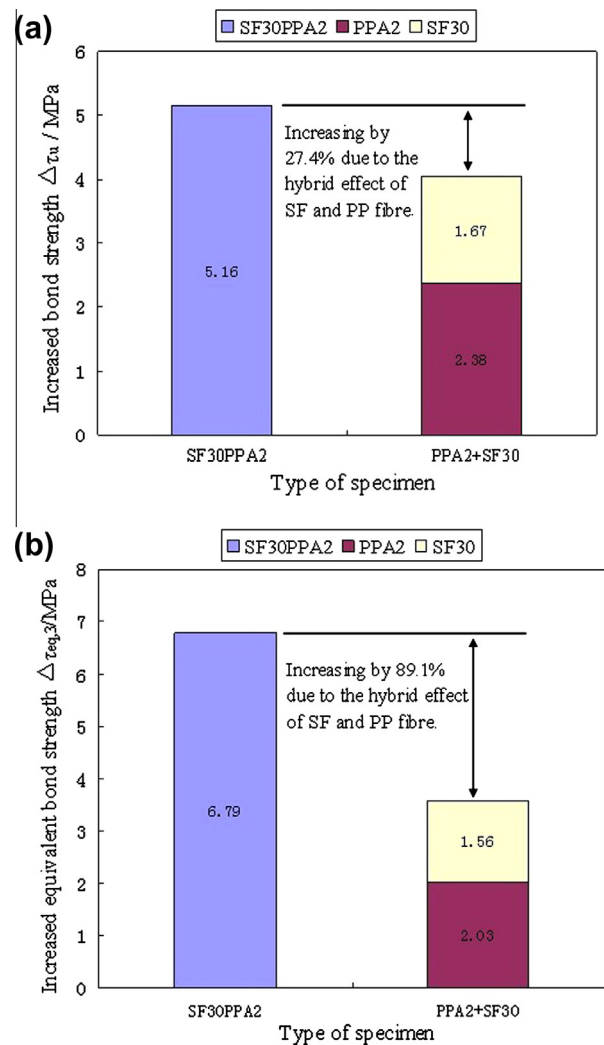 (a)
SF30PPA2 PPA2 SF30
Increased bond strength △τu / MPa
6
5
4
3
2
1
0
Increasing by
27.4% due to the
hybrid effect of
SF and PP fibre.
5.16
1.67
2.38
SF30PPA2 PPA2+SF30
Type of specimen
(b)
SF30PPA2 PPA2 SF30
Increased equivalent bond strength △τeq,3/MPa
8
7
6
5
4
3
2
1
0
Increasing by 89.1%
due to the hybrid effect
of SF and PP fibre.
6.79
1.56
2.03
SF30PPA2 PPA2+SF30
Type of specimen